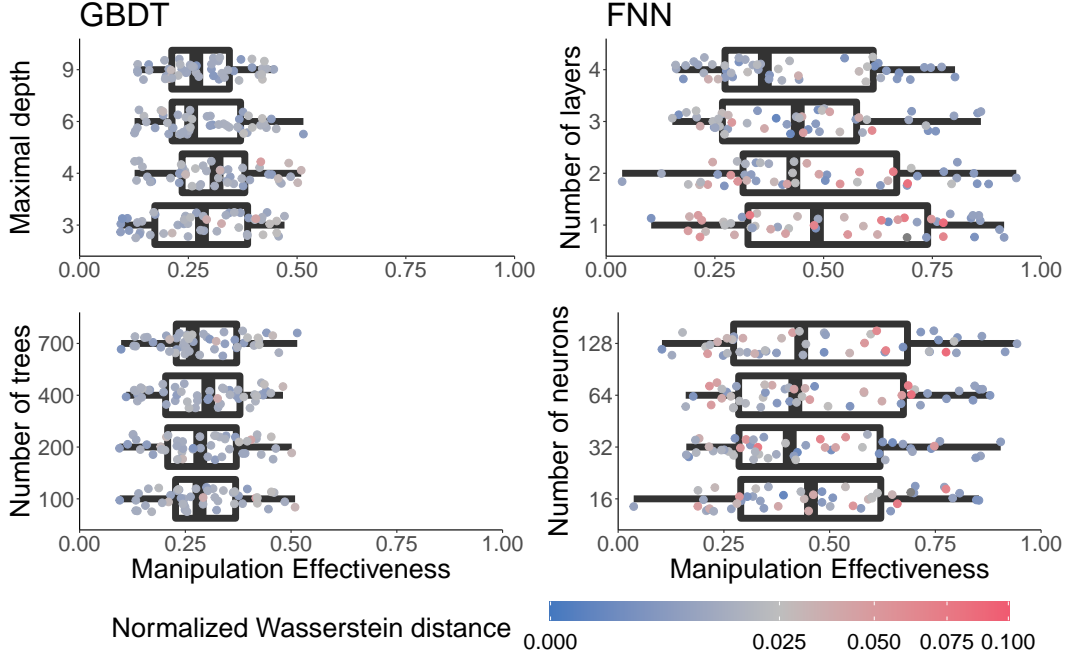 GBDT
FNN
Maximal depth
9
6
4
3
0.00 0.25 0.50 0.75 1.00
Number of layers
4
3
2
1
0.00 0.25 0.50 0.75 1.00
Number of trees
700
400
200
100
0.00 0.25 0.50 0.75 1.00
Manipulation Effectiveness
Number of neurons
128
64
32
16
0.00 0.25 0.50 0.75 1.00
Manipulation Effectiveness
Normalized Wasserstein distance
0.000 0.025 0.050 0.075 0.100